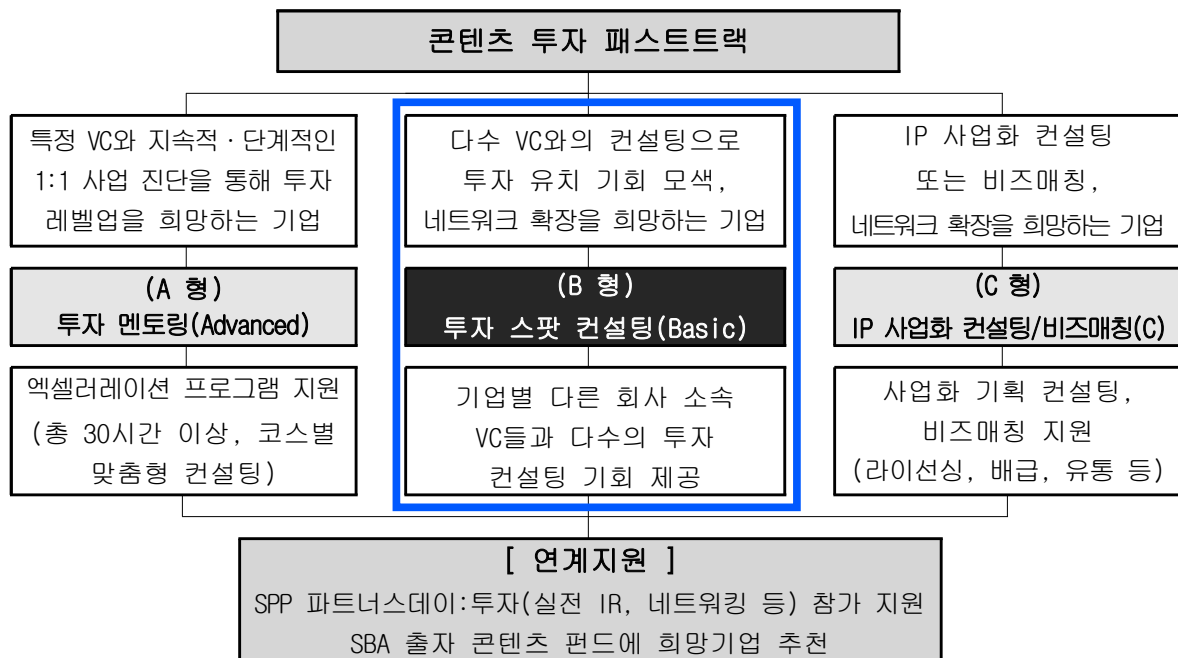 콘텐츠 투자 패스트트랙
특정 VC와 지속적·단계적인
1:1 사업 진단을 통해 투자
레벨업을 희망하는 기업
(A 형)
투자 멘토링(Advanced)
엑셀러레이션 프로그램 지원
(총 30시간 이상, 코스별
맞춤형 컨설팅)
다수 VC와의 컨설팅으로
투자 유치 기회 모색,
네트워크 확장을 희망하는 기업
(B 형)
투자 스팟 컨설팅(Basic)
기업별 다른 회사 소속
VC들과 다수의 투자
컨설팅 기회 제공
IP 사업화 컨설팅
또는 비즈매칭,
네트워크 확장을 희망하는 기업
(C 형)
IP 사업화 컨설팅/비즈매칭(C)
사업화 기획 컨설팅,
비즈매칭 지원
(라이선싱, 배급, 유통 등)
[ 연계지원 ]
SPP 파트너스데이:투자(실전 IR, 네트워킹 등) 참가 지원
SBA 출자 콘텐츠 펀드에 희망기업 추천